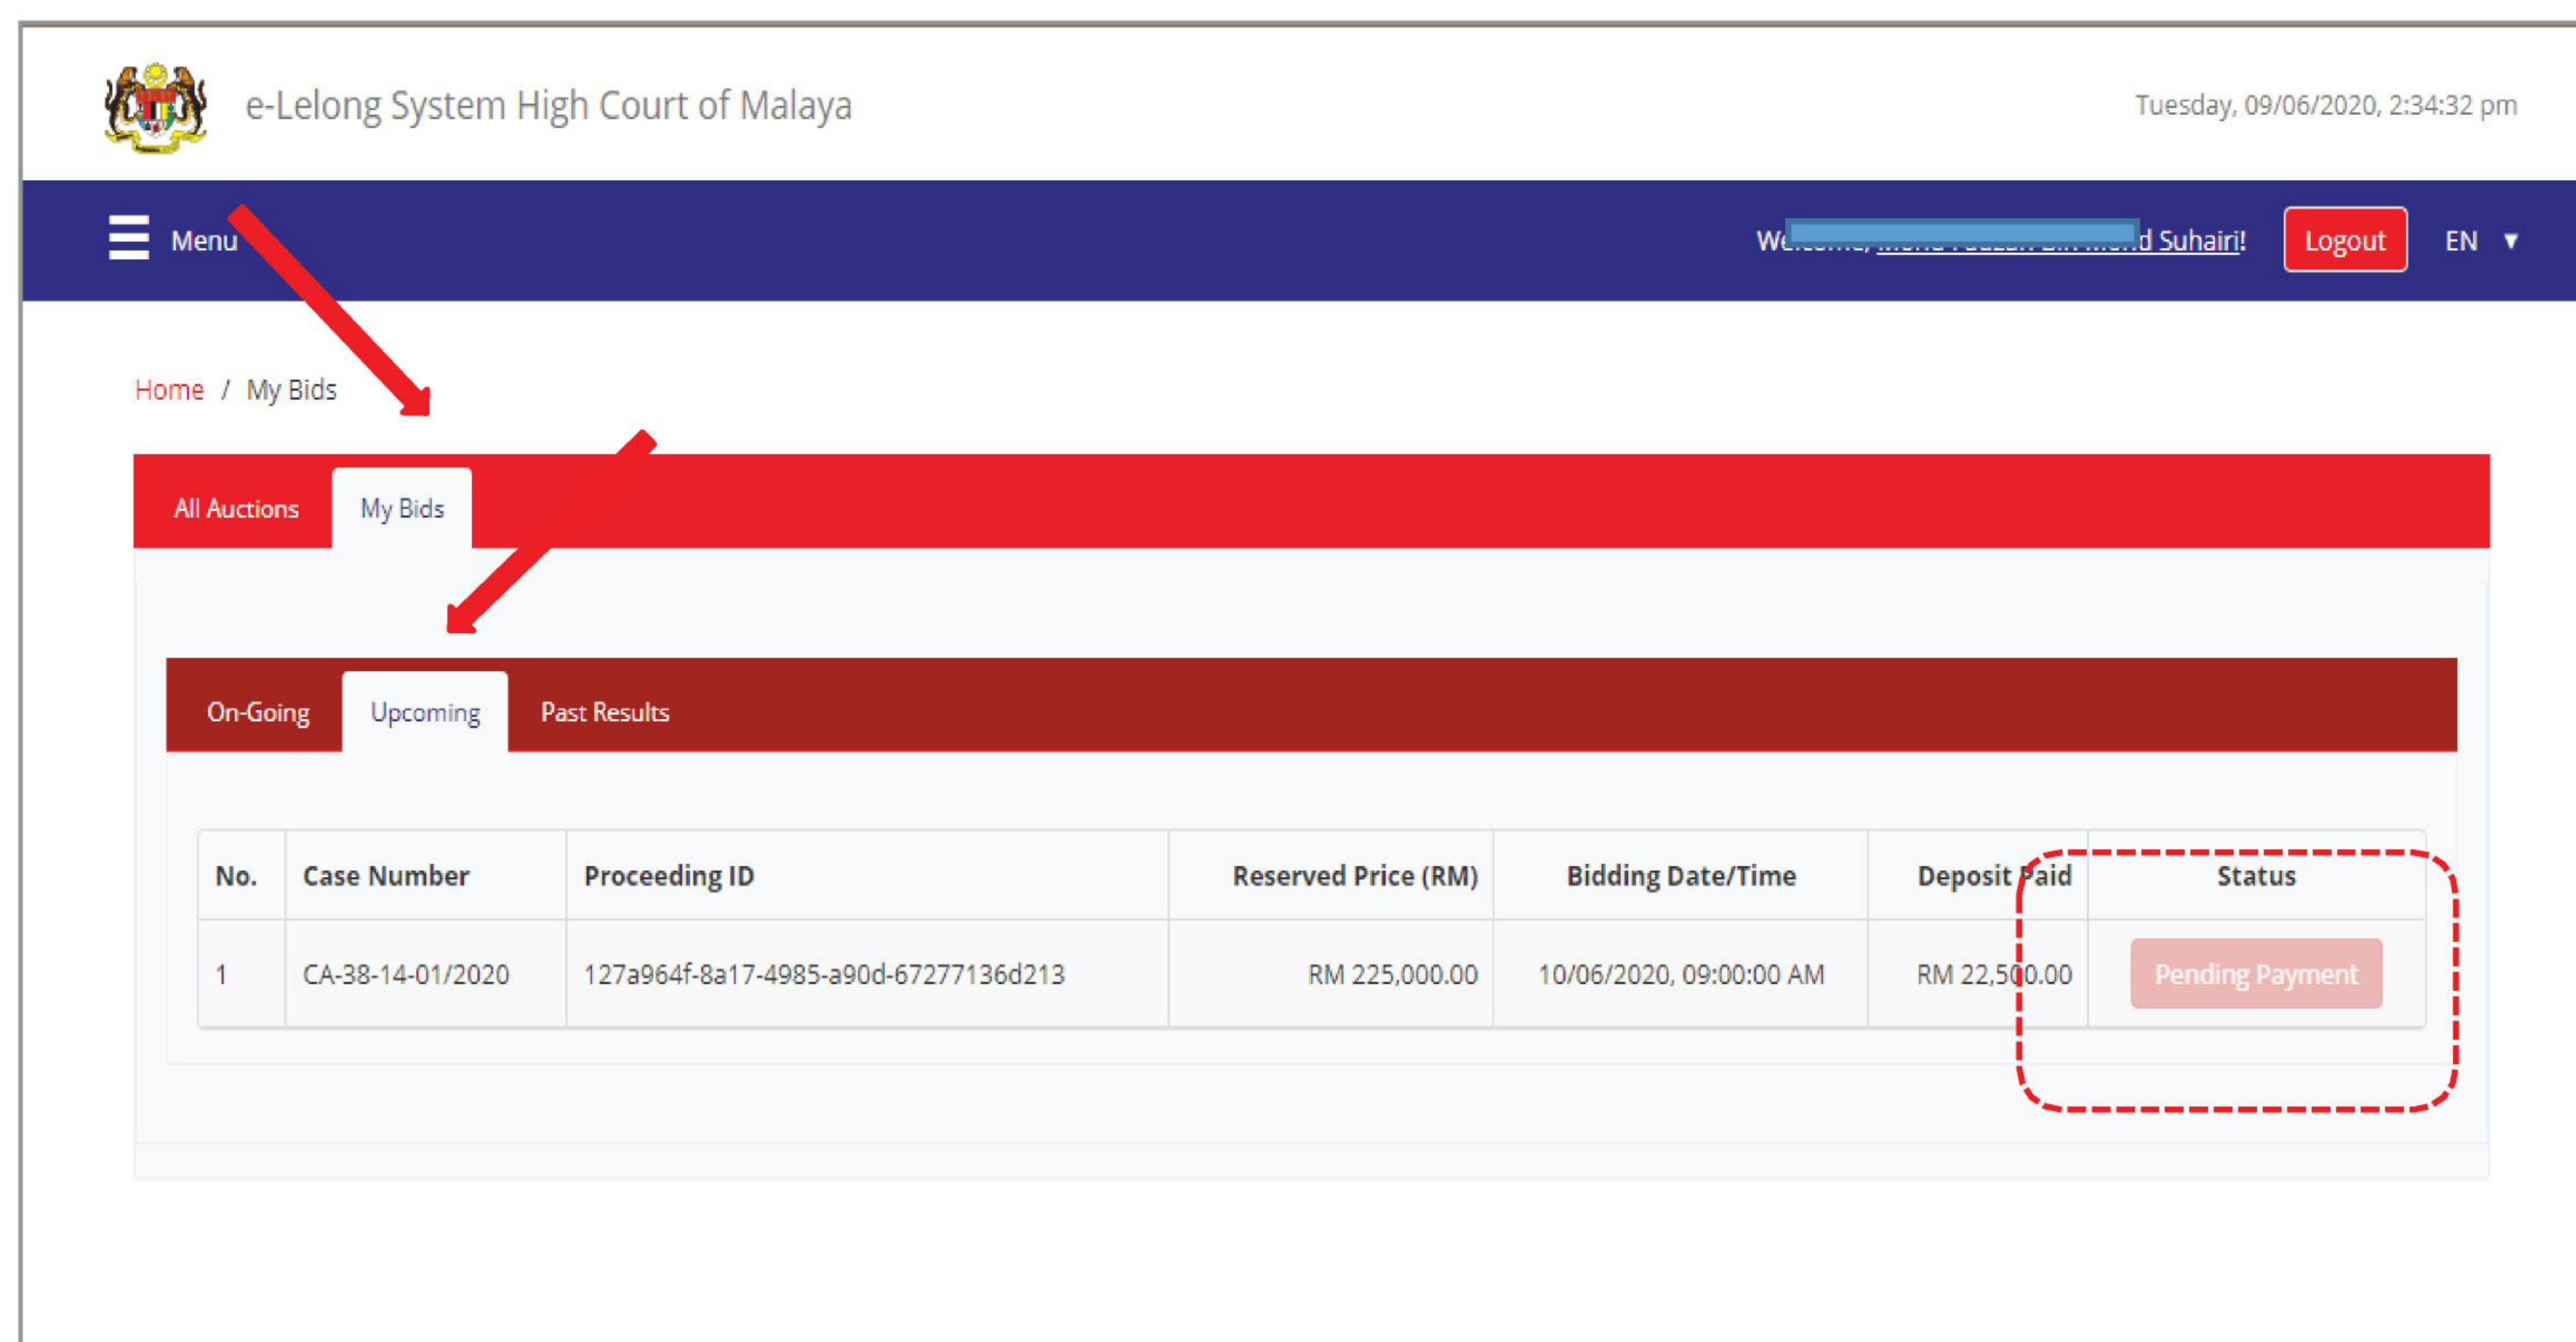 e-Lelong System High Court of Malaya
Tuesday, 09/06/2020, 2:34:32 pm
Menu
Suhairi!
Logout
EN
Home / My Bids
All Auctions
My Bids
On-Going
Upcoming
Past Results
No. Case Number Proceeding ID Reserved Price (RM) Bidding Date/Time Deposit Paid Status
1 CA-38-14-01/2020 127a964f-8a17-4985-a90d-67277136d213 RM 225,000.00 10/06/2020, 09:00:00 AM RM 22,500.00 Pending Payment